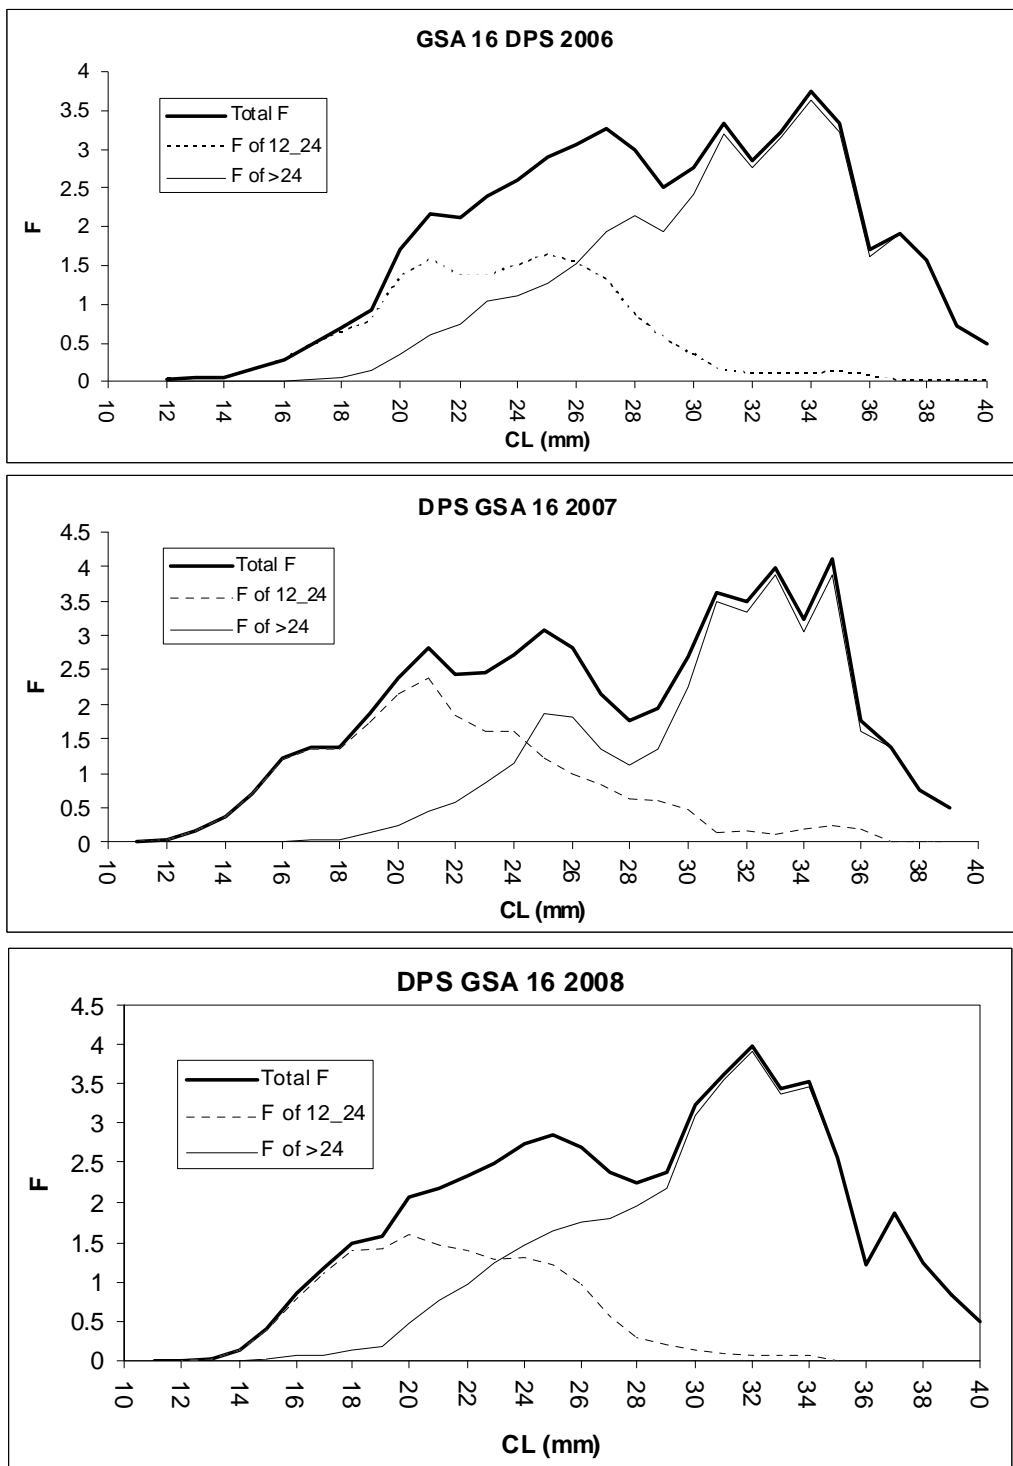 GSA 16 DPS 2006
4
3.5
3
2.5
2
1.5
1
0.5
0
F
Total F
F of 12_24
F of >24
10 12 14 16 18 20 22 24 26 28 30 32 34 36 38 40
CL (mm)
DPS GSA 16 2007
4.5
4
3.5
3
2.5
2
1.5
1
0.5
0
F
Total F
F of 12_24
F of >24
10 12 14 16 18 20 22 24 26 28 30 32 34 36 38 40
CL (mm)
DPS GSA 16 2008
4.5
4
3.5
3
2.5
2
1.5
1
0.5
0
F
Total F
F of 12_24
F of >24
10 12 14 16 18 20 22 24 26 28 30 32 34 36 38 40
CL (mm)